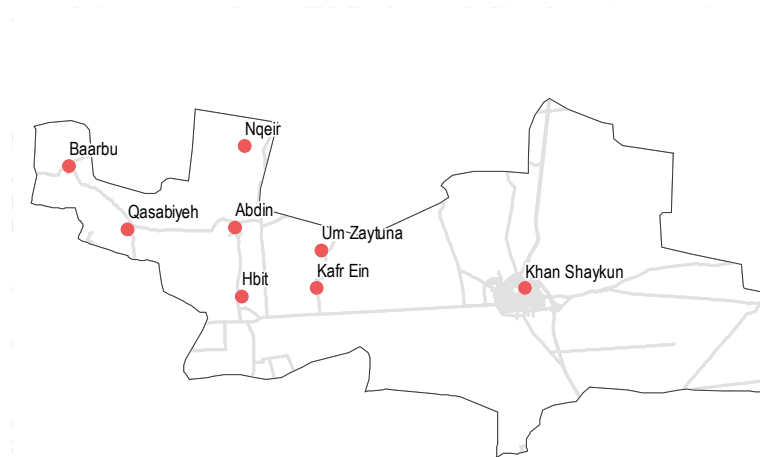 Nqeir
Baarbu
Qasabiyeh
Abdin
Um Zaytuna
Kafr Ein
Khan Shaykun
Hbit